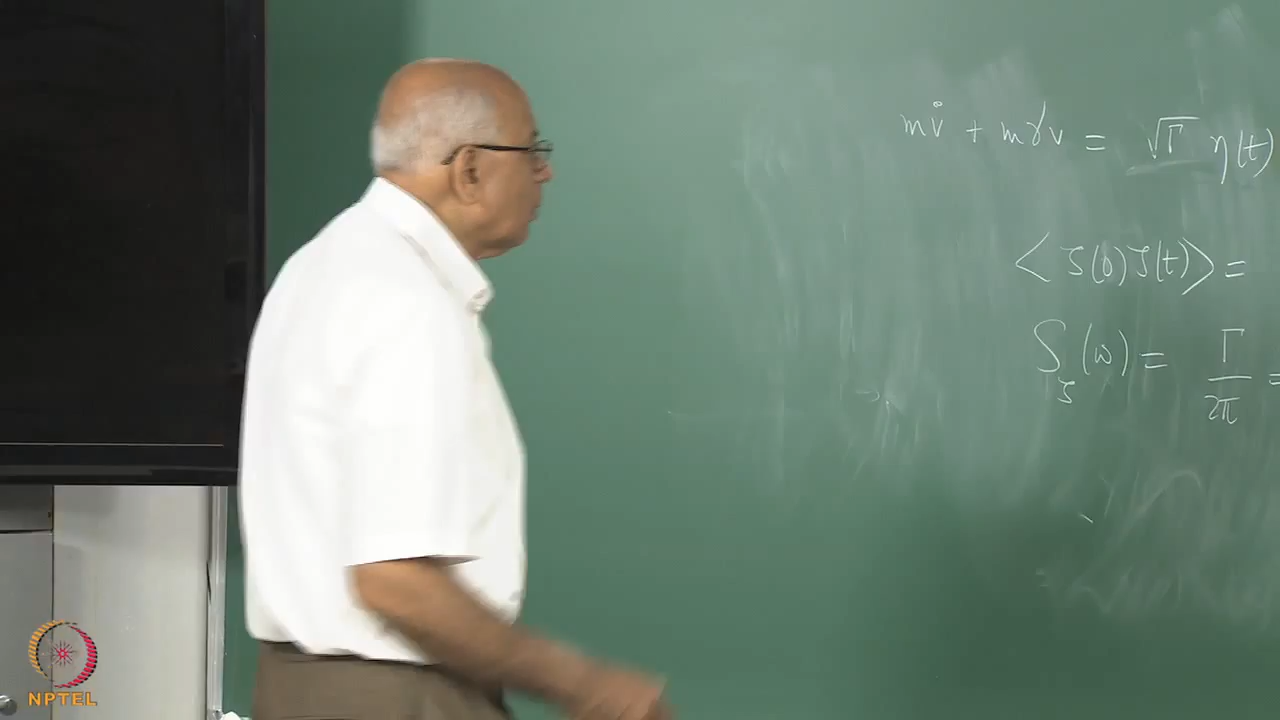 mv̇ + mγv = √Γ η(t)
<ζ(0)ζ(t)> =
S_ζ(ω) = Γ/2π =
NPTEL